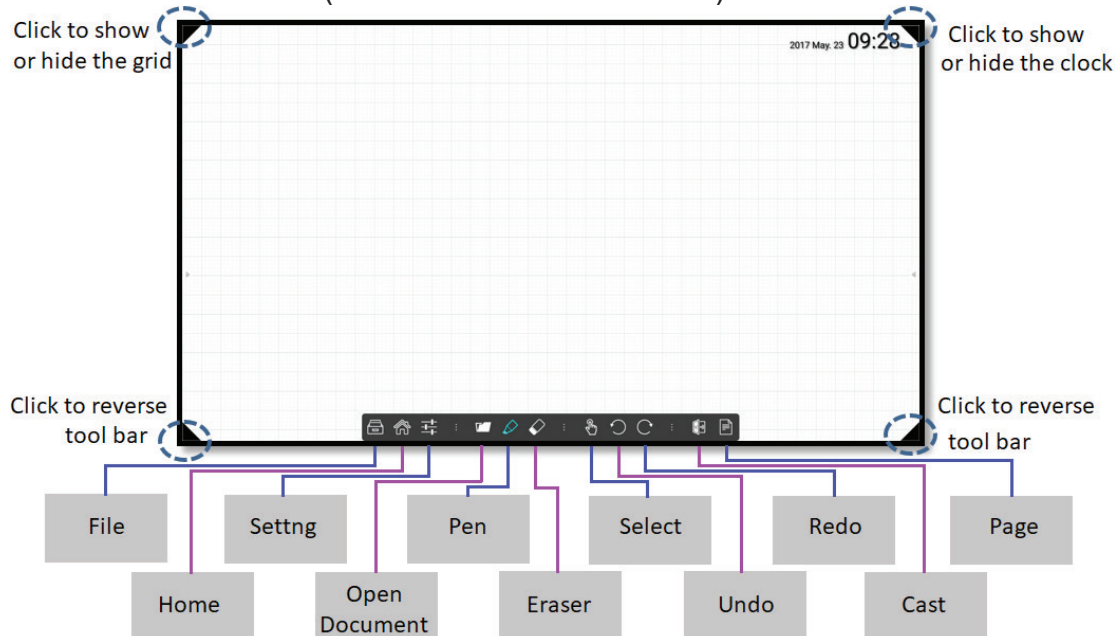 Click to show
or hide the grid
2017 May. 23 09:28
Click to show
or hide the clock
Click to reverse
tool bar
Click to reverse
tool bar
File
Settng
Pen
Select
Redo
Page
Home
Open
Document
Eraser
Undo
Cast